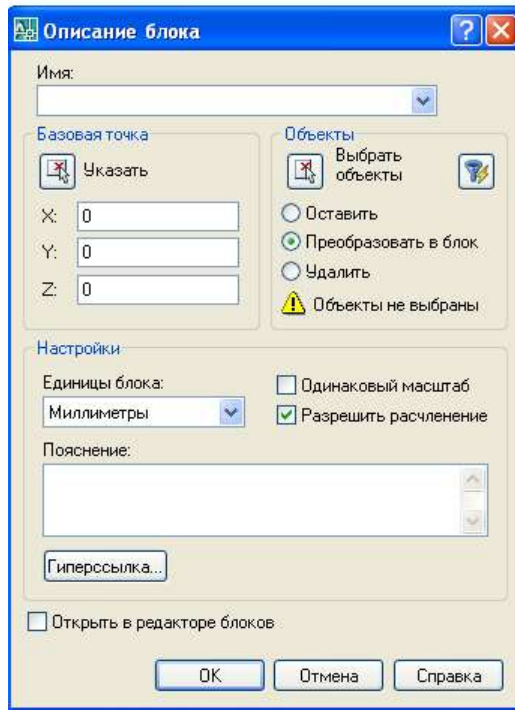 Описание блока
Имя:
Базовая точка
Указать
X: 0
Y: 0
Z: 0
Объекты
Выбрать
объекты
Оставить
Преобразовать в блок
Удалить
Объекты не выбраны
Настройки
Единицы блока:
Миллиметры
Одинаковый масштаб
Разрешить расчленение
Пояснение:
Гиперссылка...
Открыть в редакторе блоков
OK
Отмена
Справка